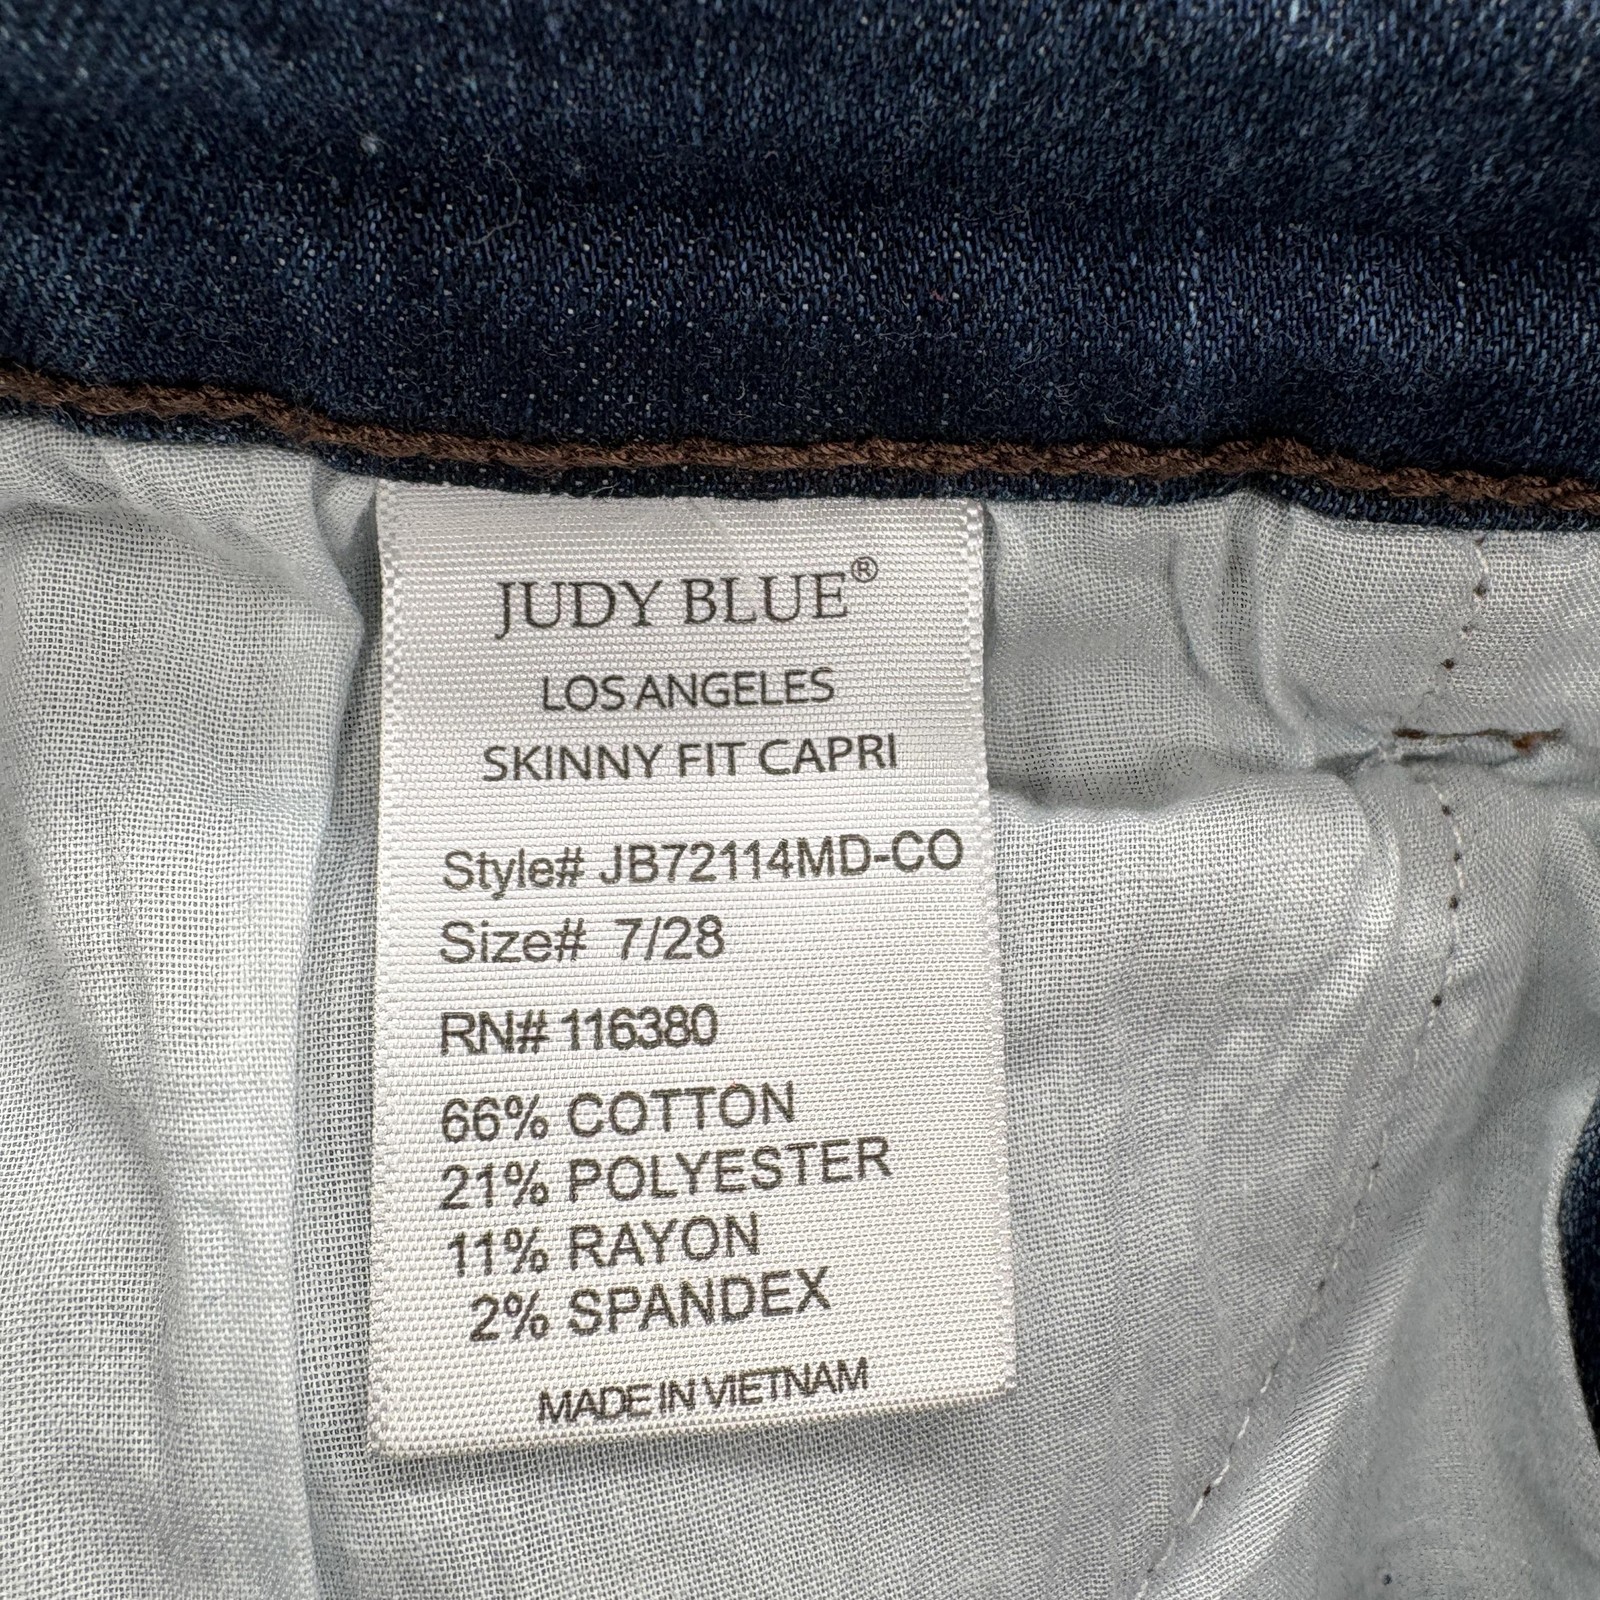 JUDY BLUE®
LOS ANGELES
SKINNY FIT CAPRI
Style# JB72114MD-CO
Size# 7/28
RN# 116380
66% COTTON
21% POLYESTER
11% RAYON
2% SPANDEX
MADE IN VIETNAM